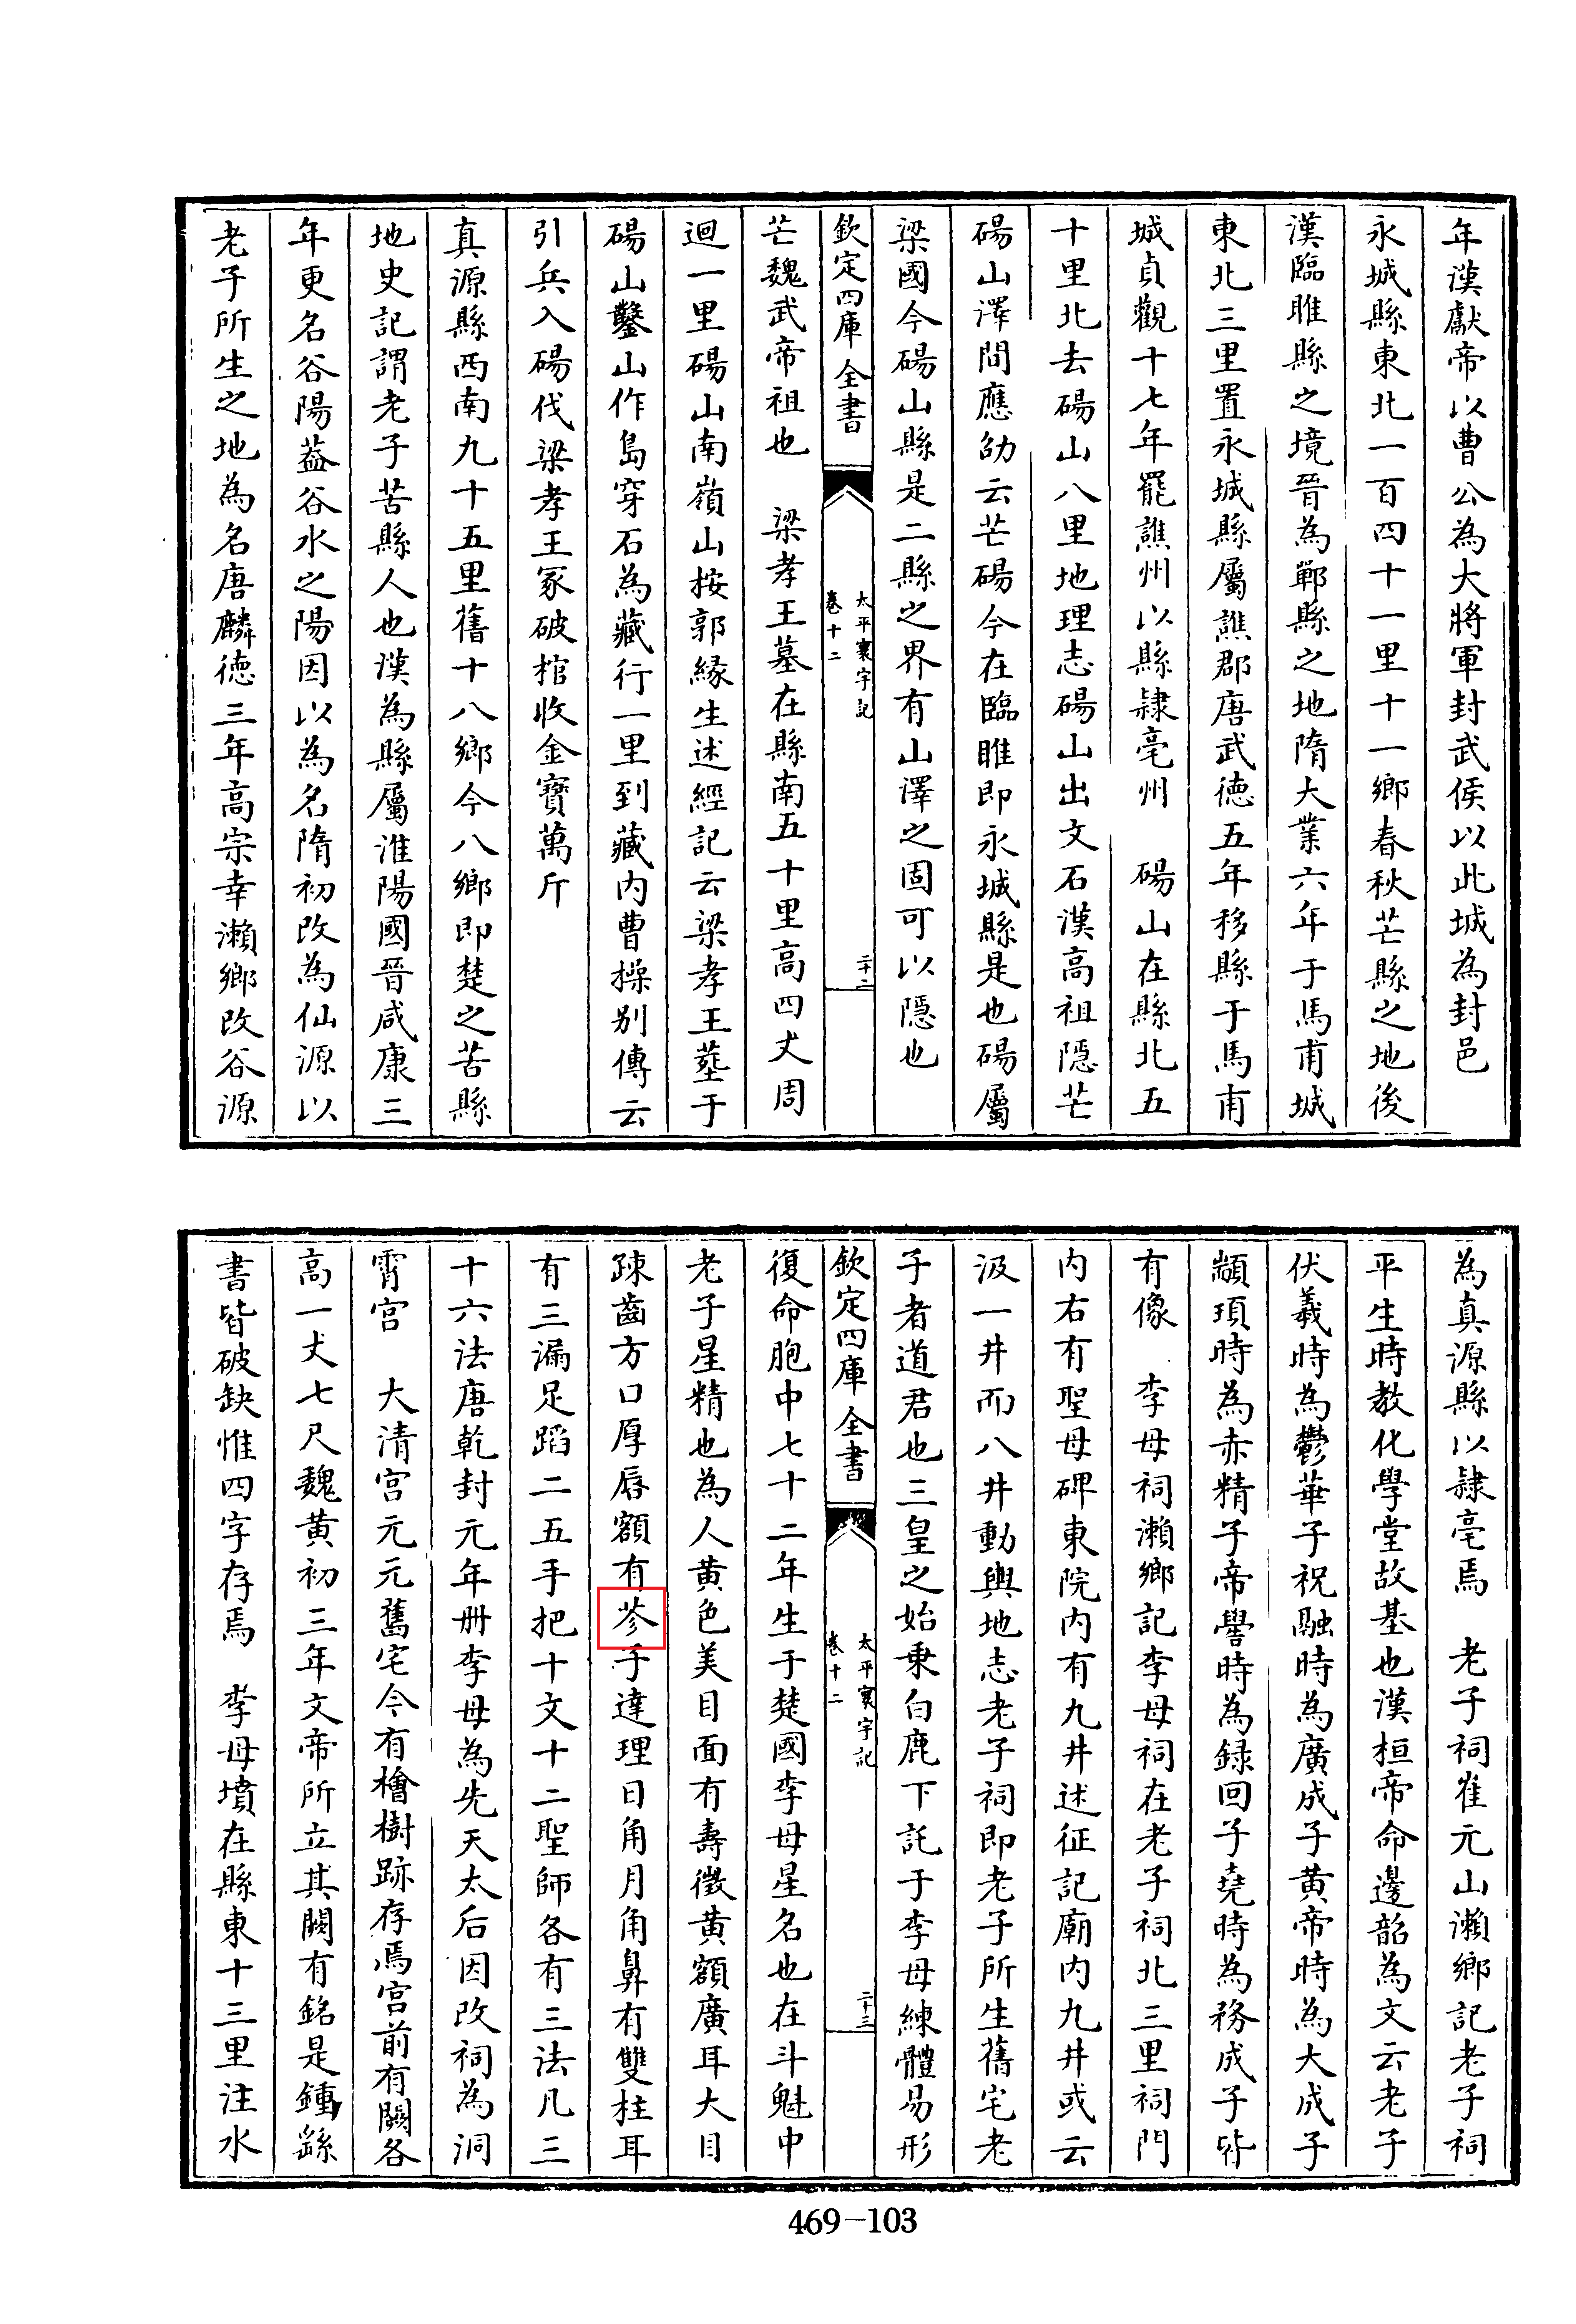 年漢獻帝以曹公為大將軍封武侯以此城為封邑
永城縣東北一百四十一里十一鄉春秋芒縣之地後
漢臨睢縣之境晉為鄲縣之地隋大業六年于馬甫城
東北三里置永城縣屬譙郡唐武徳五年移縣于馬甫
城貞觀十七年罷譙州以縣隷亳州 碭山在縣北五
十里北去碭山八里地理志碭山出文石漢高祖隱芒
碭山澤間應劭云芒碭今在臨睢即永城縣是也碭屬
梁國今碭山縣是二縣之界有山澤之固可以隱也
欽定四庫全書
太平寰宇記
卷十二
二十二
芒魏武帝祖也 梁孝王墓在縣南五十里高四丈周
迴一里碭山南嶺山按郭緣生述經記云梁孝王塟于
碭山鑿山作島穿石為藏行一里到藏内曹操别傳云
引兵入碭伐梁孝王冢破棺收金寶萬斤
真源縣西南九十五里舊十八鄉今八鄉即楚之苦縣
地史記謂老子苦縣人也漢為縣屬淮陽國晉咸康三
年更名谷陽葢谷水之陽因以為名隋初改為仙源以
老子所生之地為名唐麟徳三年高宗幸瀨鄉改谷源
為真源縣以隷亳焉 老子祠崔元山瀨鄉記老子祠
平生時教化學堂故基也漢桓帝命邊韶為文云老子
伏羲時為鬱華子祝融時為廣成子黄帝時為大成子
顓頊時為赤精子帝嚳時為録回子堯時為務成子皆
有像 李母祠瀨鄉記李母祠在老子祠北三里祠門
内右有聖母碑東院内有九井述征記廟内九井或云
汲一井而八井動輿地志老子祠即老子所生舊宅老
子者道君也三皇之始乗白鹿下託于李母練體易形
欽定四庫全書
太平寰宇記
卷十二
二十三
復命胞中七十二年生于楚國李母星名也在斗魁中
老子星精也為人黄色美目面有壽徴黄額廣耳大目
疎齒方口厚唇額有参子達理日角月角鼻有雙柱耳
有三漏足蹈二五手把十文十二聖師各有三法凡三
十六法唐乾封元年册李母為先天太后因改祠為洞
霄宫 大清宫元元舊宅今有檜樹跡存焉宫前有闕各
高一丈七尺魏黄初三年文帝所立其闕有銘是鍾繇
書皆破缺惟四字存焉 李母墳在縣東十三里注水
469-103